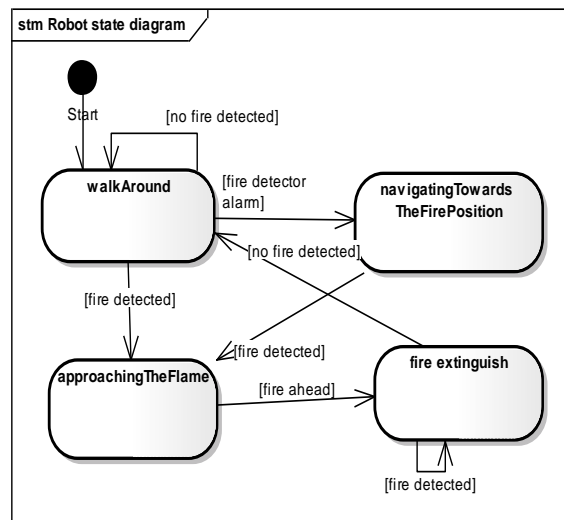 stm Robot state diagram
Start
[no fire detected]
walkAround
[fire detector
alarm]
navigatingTowards
TheFirePosition
[no fire detected]
[fire detected]
[fire detected]
approachingTheFlame
[fire ahead]
fire extinguish
[fire detected]